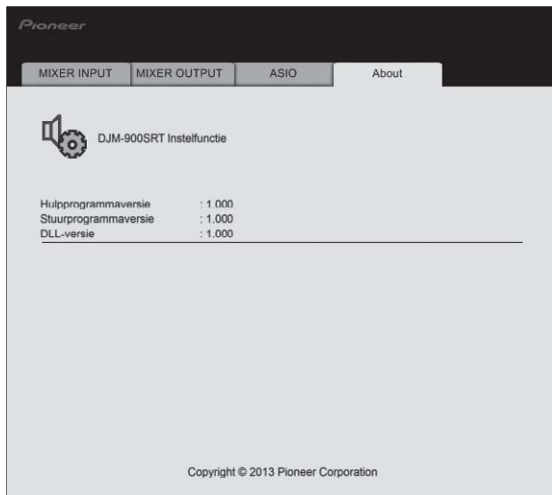 Pioneer
MIXER INPUT MIXER OUTPUT ASIO About
DJM-900SRT Instelfunctie
Hulpprogrammaversie : 1.000
Stuurprogrammaversie : 1.000
DLL-versie : 1.000
Copyright © 2013 Pioneer Corporation